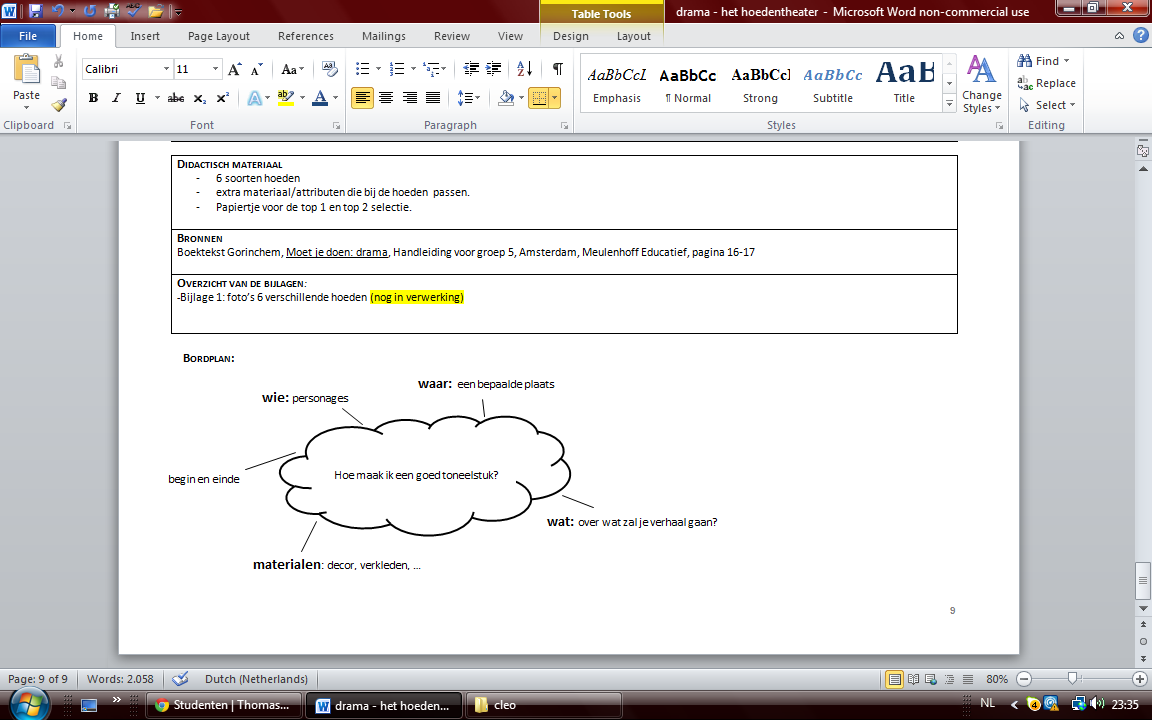 Table Tools
drama - het hoedentheater - Microsoft Word non-commercial use
File Home Insert Page Layout References Mailings Review View Design Layout
Paste
Calibri 11
Aa
B I U abc x₂ x² A ab A
AaBbCcI AaBbCc AaBbCcl AaBbCc AaB
Emphasis ¶ Normal Strong Subtitle Title
Change Styles
Find
Replace
Select
Clipboard Font Paragraph Styles Editing
DIDACTISCH MATERIAAL
- 6 soorten hoeden
- extra materiaal/attributen die bij de hoeden passen.
- Papiertje voor de top 1 en top 2 selectie.
BRONNEN
Boektekst Gorinchem, Moet je doen: drama, Handleiding voor groep 5, Amsterdam, Meulenhoff Educatief, pagina 16-17
OVERZICHT VAN DE BIJLAGEN:
-Bijlage 1: foto's 6 verschillende hoeden (nog in verwerking)
BORDPLAN:
waar: een bepaalde plaats
wie: personages
begin en einde
Hoe maak ik een goed toneelstuk?
wat: over wat zal je verhaal gaan?
materialen: decor, verkleden, ...
9
Page: 9 of 9 Words: 2.058 Dutch (Netherlands) 80%
Studenten | Thomas... drama - het hoeden... cleo NL 23:35